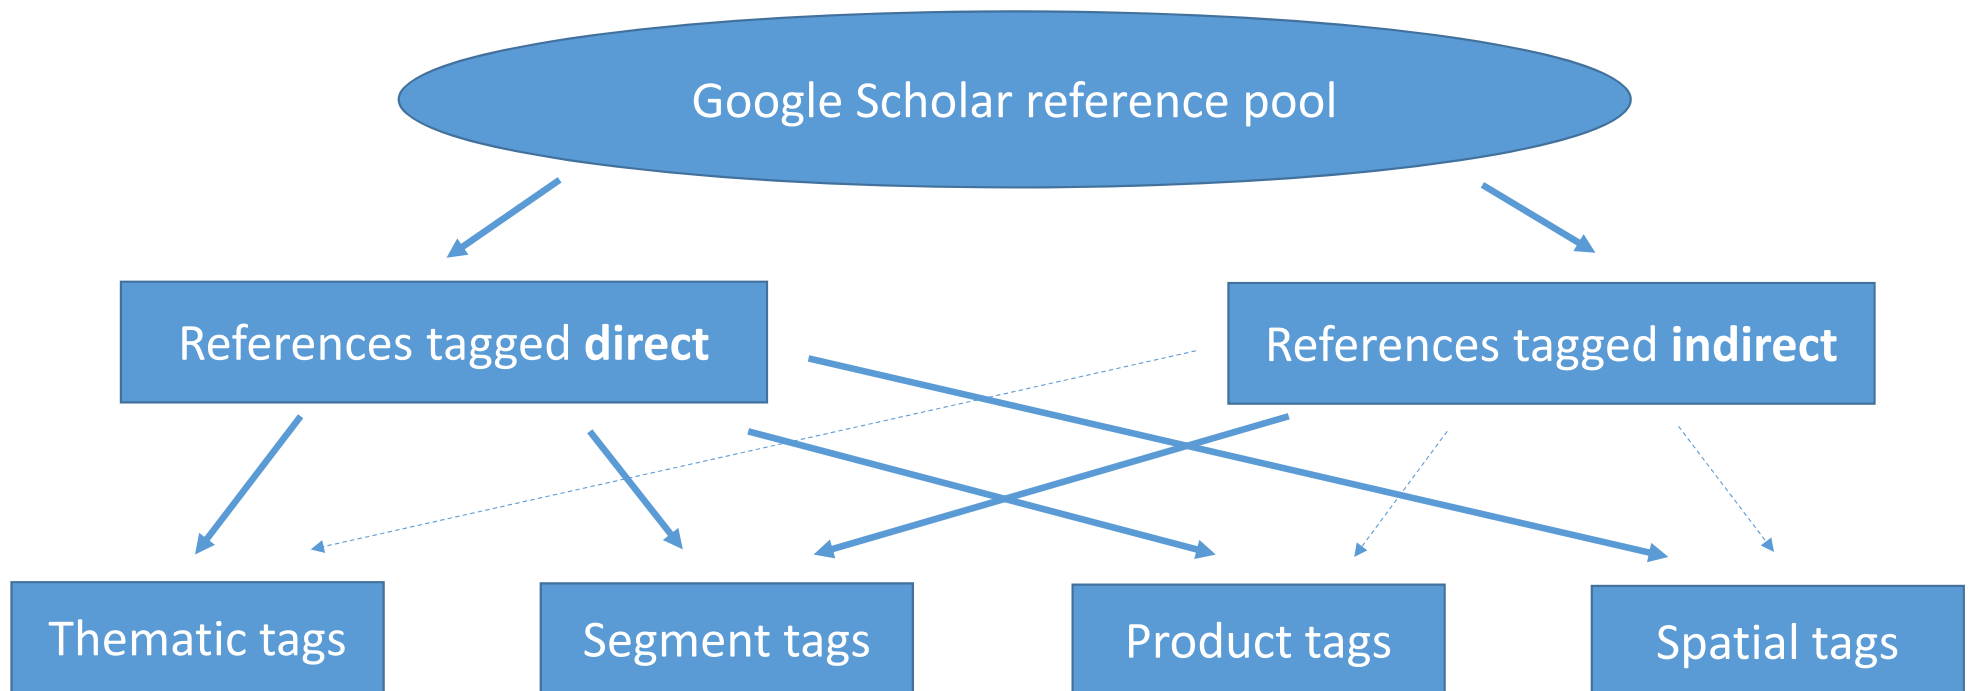 Google Scholar reference pool
References tagged direct
References tagged indirect
Thematic tags
Segment tags
Product tags
Spatial tags